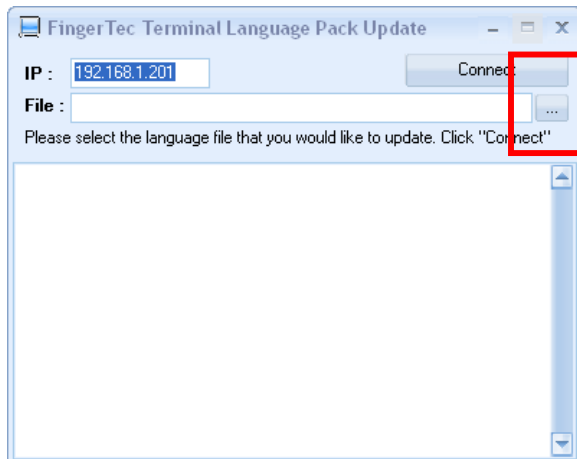 FingerTec Terminal Language Pack Update
IP : 192.168.1.201 Connect
File : ...
Please select the language file that you would like to update. Click "Connect"